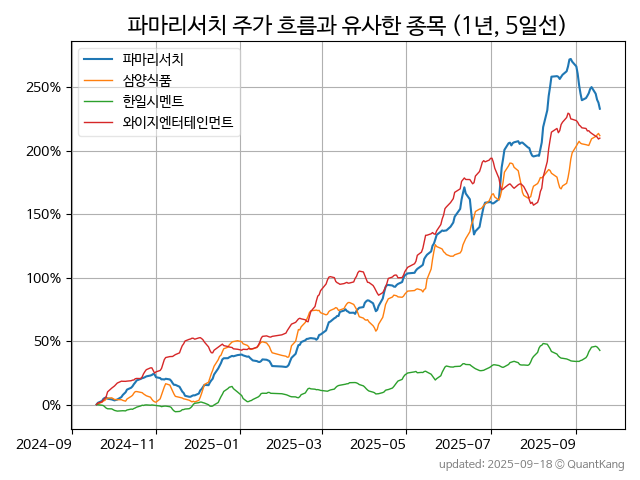 파마리서치 주가 흐름과 유사한 종목 (1년, 5일선)
파마리서치
삼양식품
한일시멘트
와이지엔터테인먼트
250%
200%
150%
100%
50%
0%
2024-09 2024-11 2025-01 2025-03 2025-05 2025-07 2025-09
updated: 2025-09-18 © QuantKang